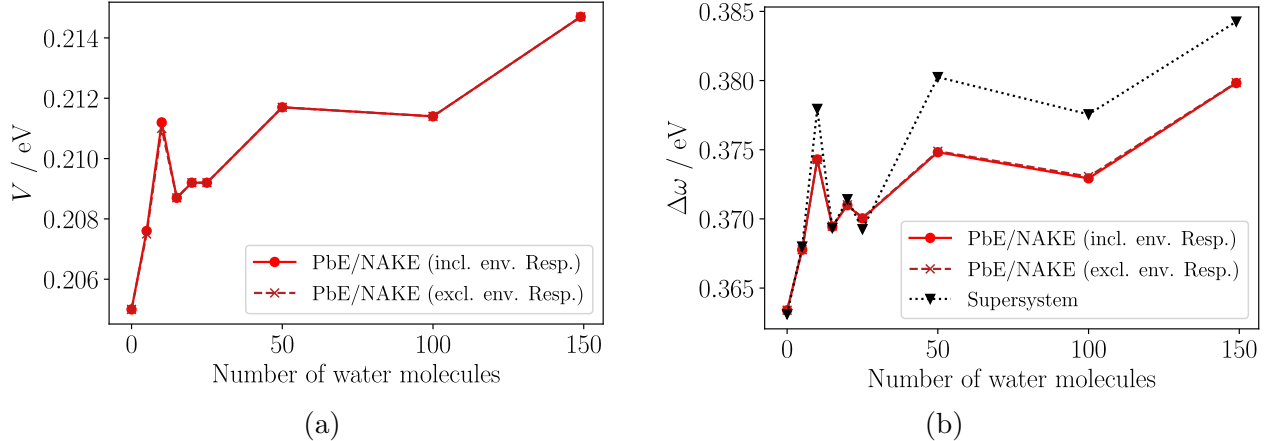 0.214
0.212
0.210
0.208
0.206
V / eV
PbE/NAKE (incl. env. Resp.)
PbE/NAKE (excl. env. Resp.)
0 50 100 150
Number of water molecules
(a)
0.385
0.380
0.375
0.370
0.365
Δω / eV
PbE/NAKE (incl. env. Resp.)
PbE/NAKE (excl. env. Resp.)
Supersystem
0 50 100 150
Number of water molecules
(b)